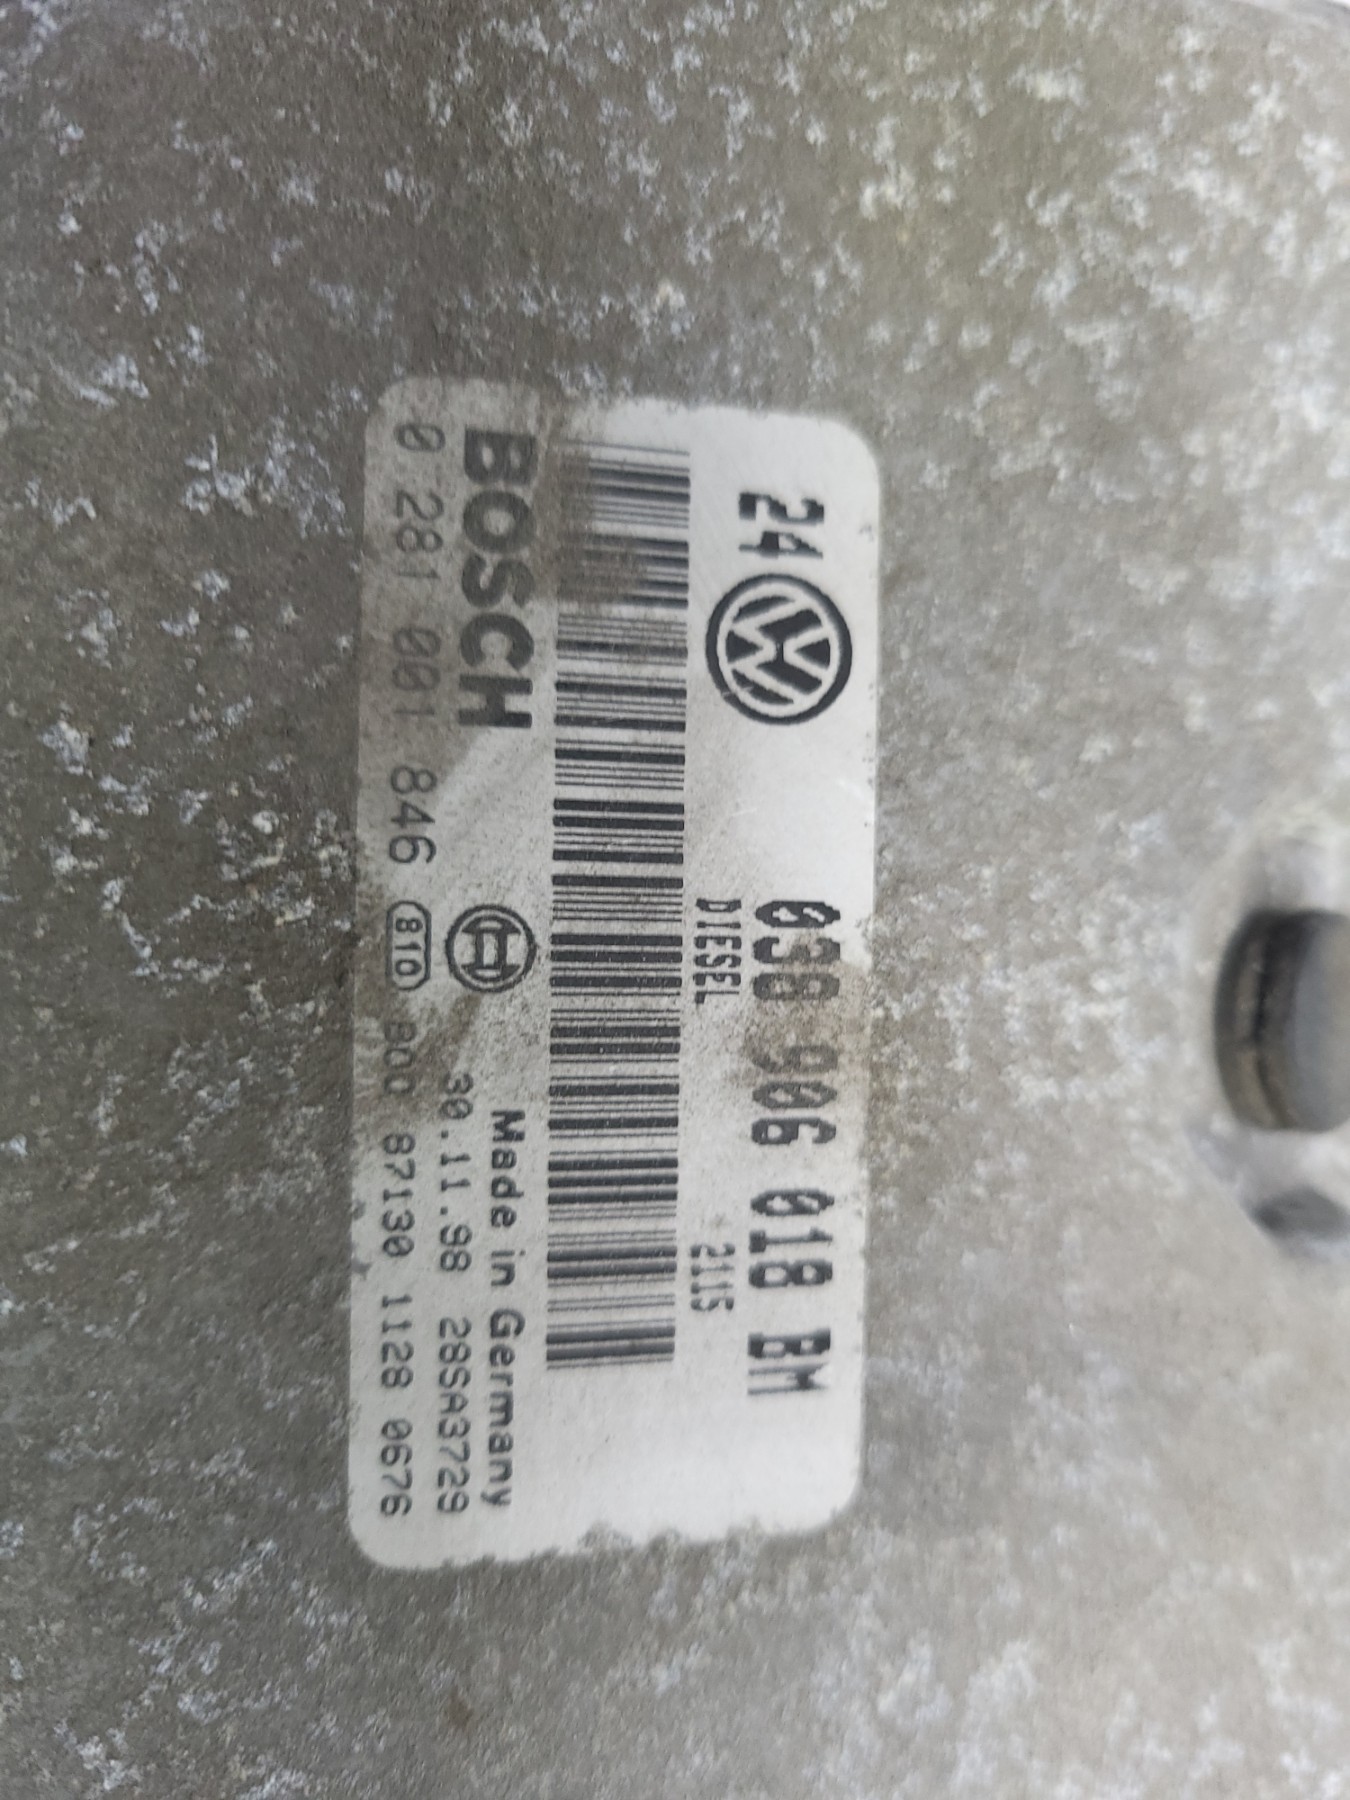 24 038 906 018 BM
DIESEL 2115
BOSCH Made in Germany
30.11.98 28SA3729
0 281 001 846 810 800 87130 1128 0676